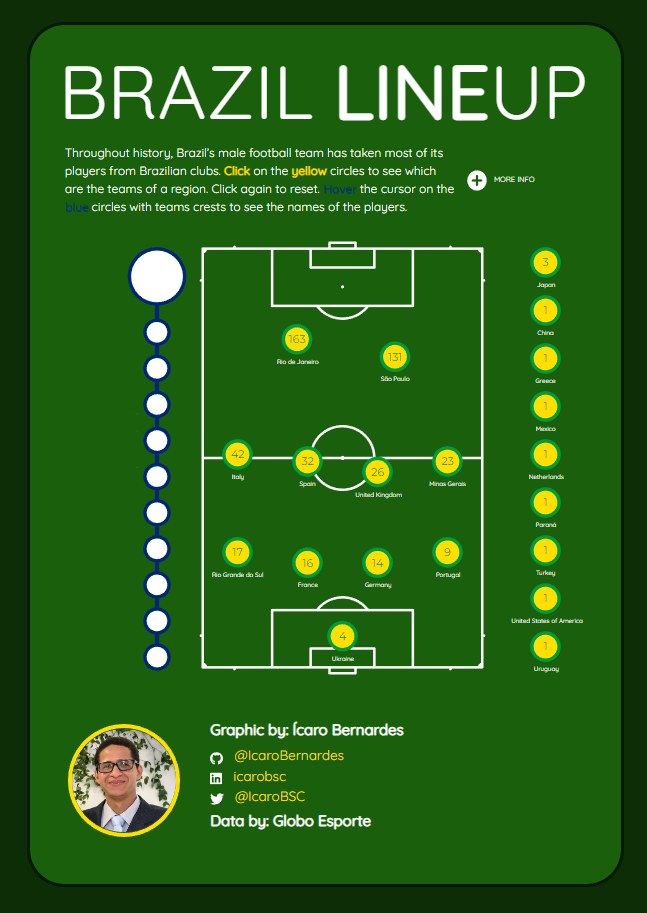 BRAZIL LINEUP
Throughout history, Brazil's male football team has taken most of its
players from Brazilian clubs. Click on the yellow circles to see which
are the teams of a region. Click again to reset. Hover the cursor on the
blue circles with teams crests to see the names of the players.
MORE INFO
163
Rio de Janeiro
131
São Paulo
42
Italy
32
Spain
26
United Kingdom
23
Minas Gerais
17
Rio Grande do Sul
16
France
14
Germany
9
Portugal
4
Ukraine
3
Japan
1
China
1
Greece
1
Mexico
1
Netherlands
1
Paraná
1
Turkey
1
United States of America
1
Uruguay
Graphic by: Ícaro Bernardes
@IcaroBernardes
in icarobsc
@IcaroBSC
Data by: Globo Esporte